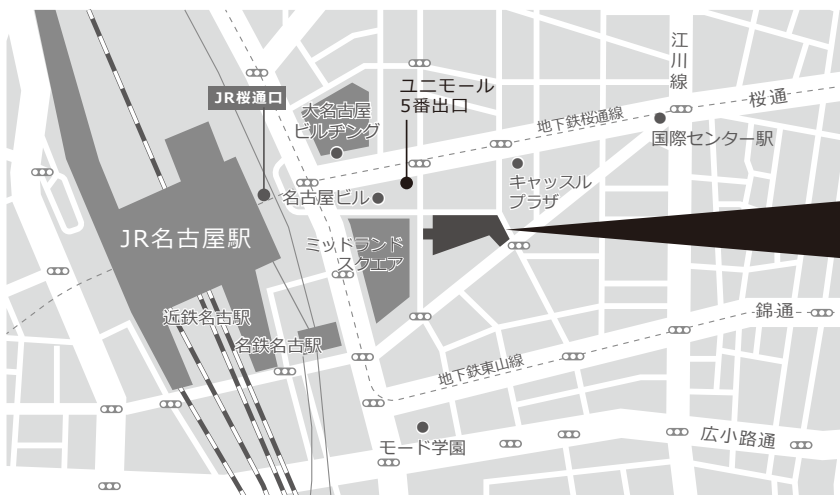 江川線
JR桜通口
ユニモール
5番出口
大名古屋
ビルヂング
地下鉄桜通線
桜通
国際センター駅
キャッスル
プラザ
名古屋ビル
JR名古屋駅
ミッドランド
スクエア
近鉄名古屋駅
名鉄名古屋駅
錦通
地下鉄東山線
モード学園
広小路通